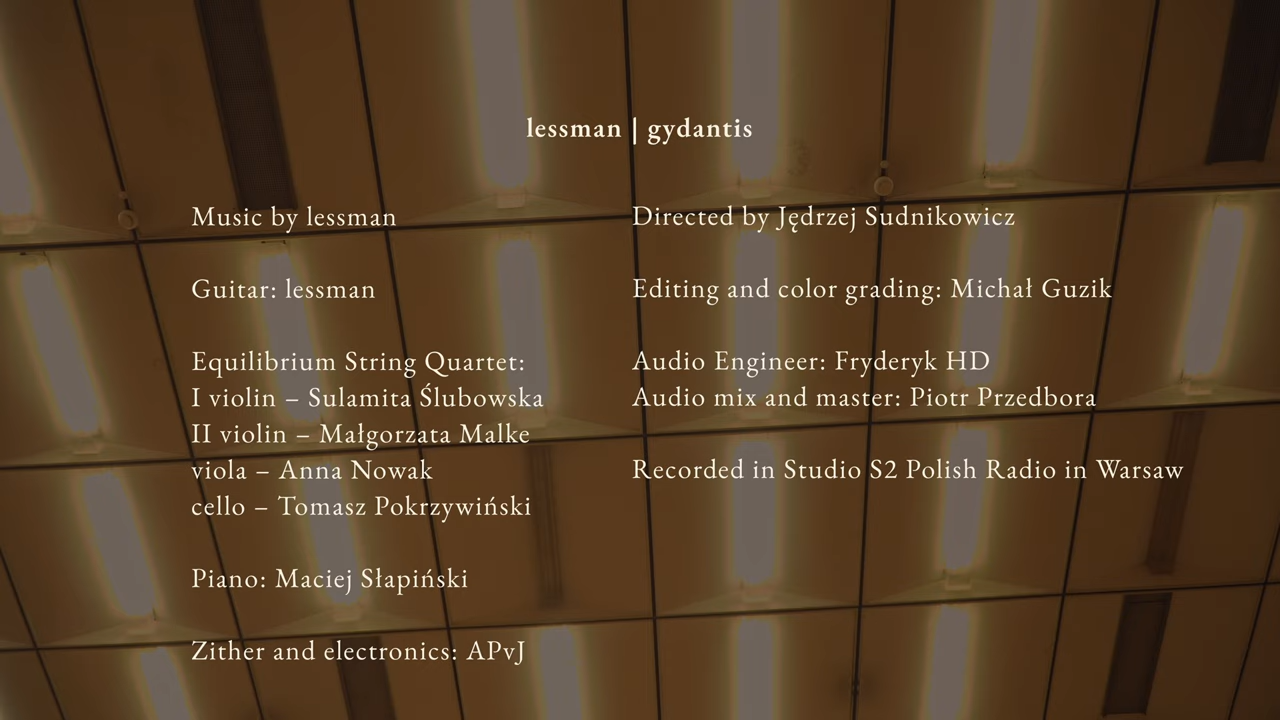 lessman | gydantis
Music by lessman
Guitar: lessman
Equilibrium String Quartet:
I violin – Sulamita Ślubowska
II violin – Małgorzata Malke
viola – Anna Nowak
cello – Tomasz Pokrzywiński
Piano: Maciej Słapiński
Zither and electronics: APvJ
Directed by Jędrzej Sudnikowicz
Editing and color grading: Michał Guzik
Audio Engineer: Fryderyk HD
Audio mix and master: Piotr Przedbora
Recorded in Studio S2 Polish Radio in Warsaw